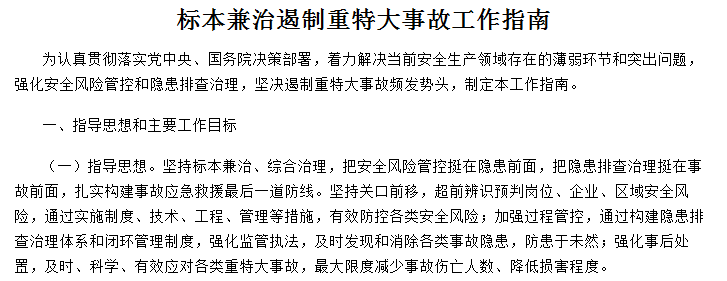 标本兼治遏制重特大事故工作指南
为认真贯彻落实党中央、国务院决策部署，着力解决当前安全生产领域存在的薄弱环节和突出问题，
强化安全风险管控和隐患排查治理，坚决遏制重特大事故频发势头，制定本工作指南。
一、指导思想和主要工作目标
（一）指导思想。坚持标本兼治、综合治理，把安全风险管控挺在隐患前面，把隐患排查治理挺在事
故前面，扎实构建事故应急救援最后一道防线。坚持关口前移，超前辨识预判岗位、企业、区域安全风
险，通过实施制度、技术、工程、管理等措施，有效防控各类安全风险；加强过程管控，通过构建隐患排
查治理体系和闭环管理制度，强化监管执法，及时发现和消除各类事故隐患，防患于未然；强化事后处
置，及时、科学、有效应对各类重特大事故，最大限度减少事故伤亡人数、降低损害程度。